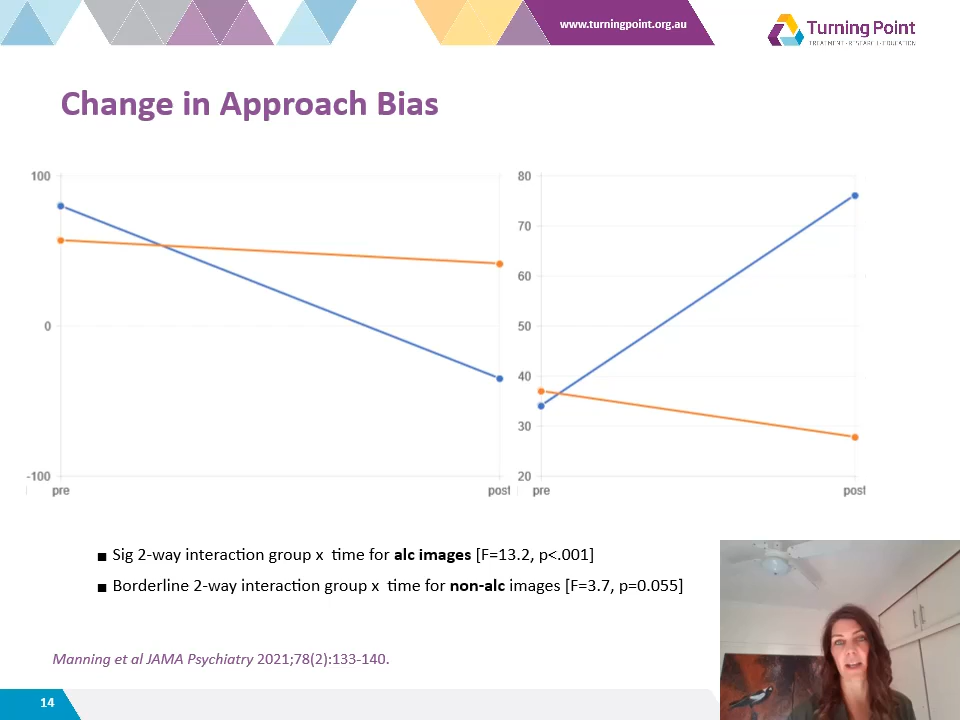 www.turningpoint.org.au
Turning Point
TREATMENT • RESEARCH • EDUCATION
Change in Approach Bias
100
0
-100
pre
post
80
70
60
50
40
30
20
pre
post
■ Sig 2-way interaction group x time for alc images [F=13.2, p<.001]
■ Borderline 2-way interaction group x time for non-alc images [F=3.7, p=0.055]
Manning et al JAMA Psychiatry 2021;78(2):133-140.
14